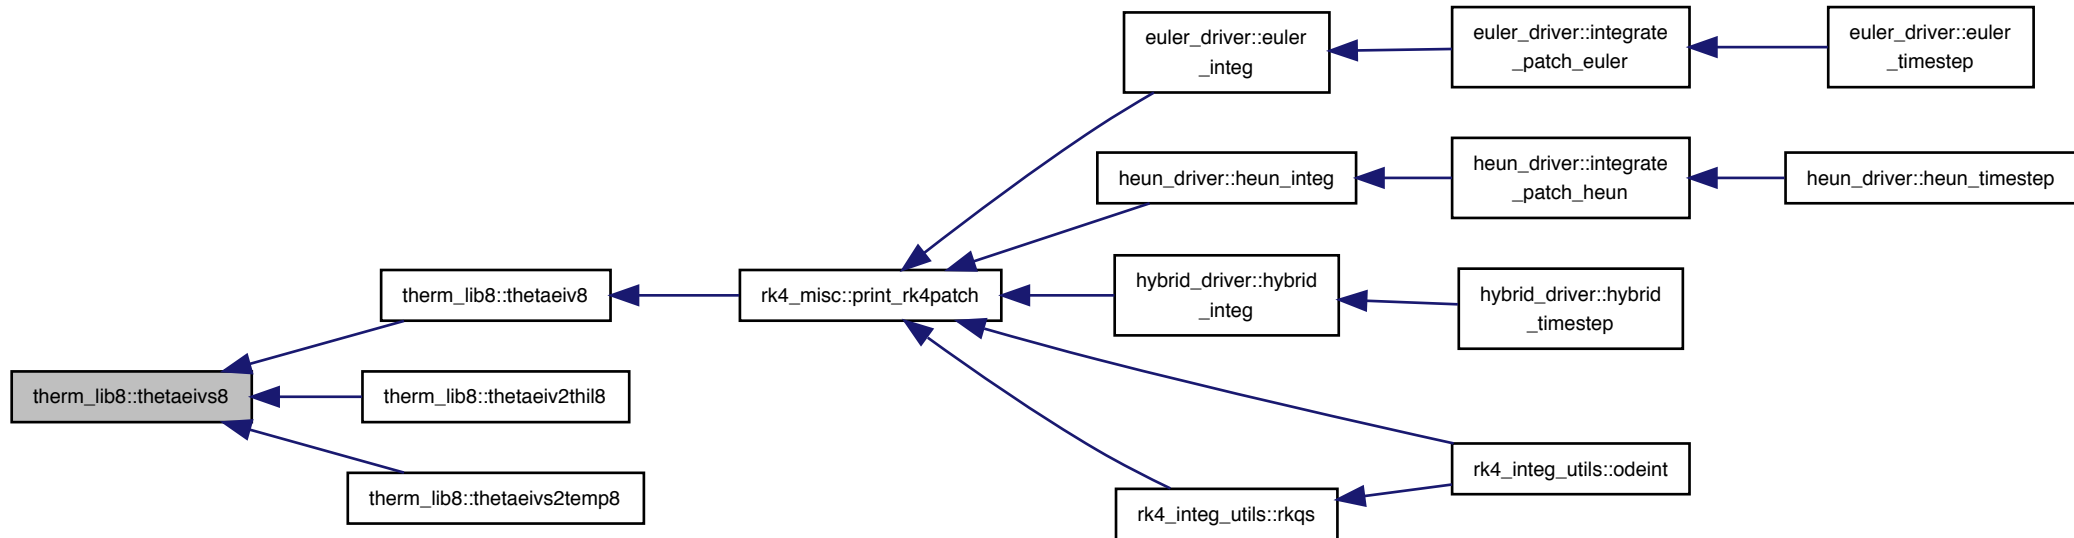 euler_driver::euler
_integ
euler_driver::integrate
_patch_euler
euler_driver::euler
_timestep
heun_driver::heun_integ
heun_driver::integrate
_patch_heun
heun_driver::heun_timestep
therm_lib8::thetaeiv8
rk4_misc::print_rk4patch
hybrid_driver::hybrid
_integ
hybrid_driver::hybrid
_timestep
therm_lib8::thetaeivs8
therm_lib8::thetaeiv2thil8
therm_lib8::thetaeivs2temp8
rk4_integ_utils::odeint
rk4_integ_utils::rkqs